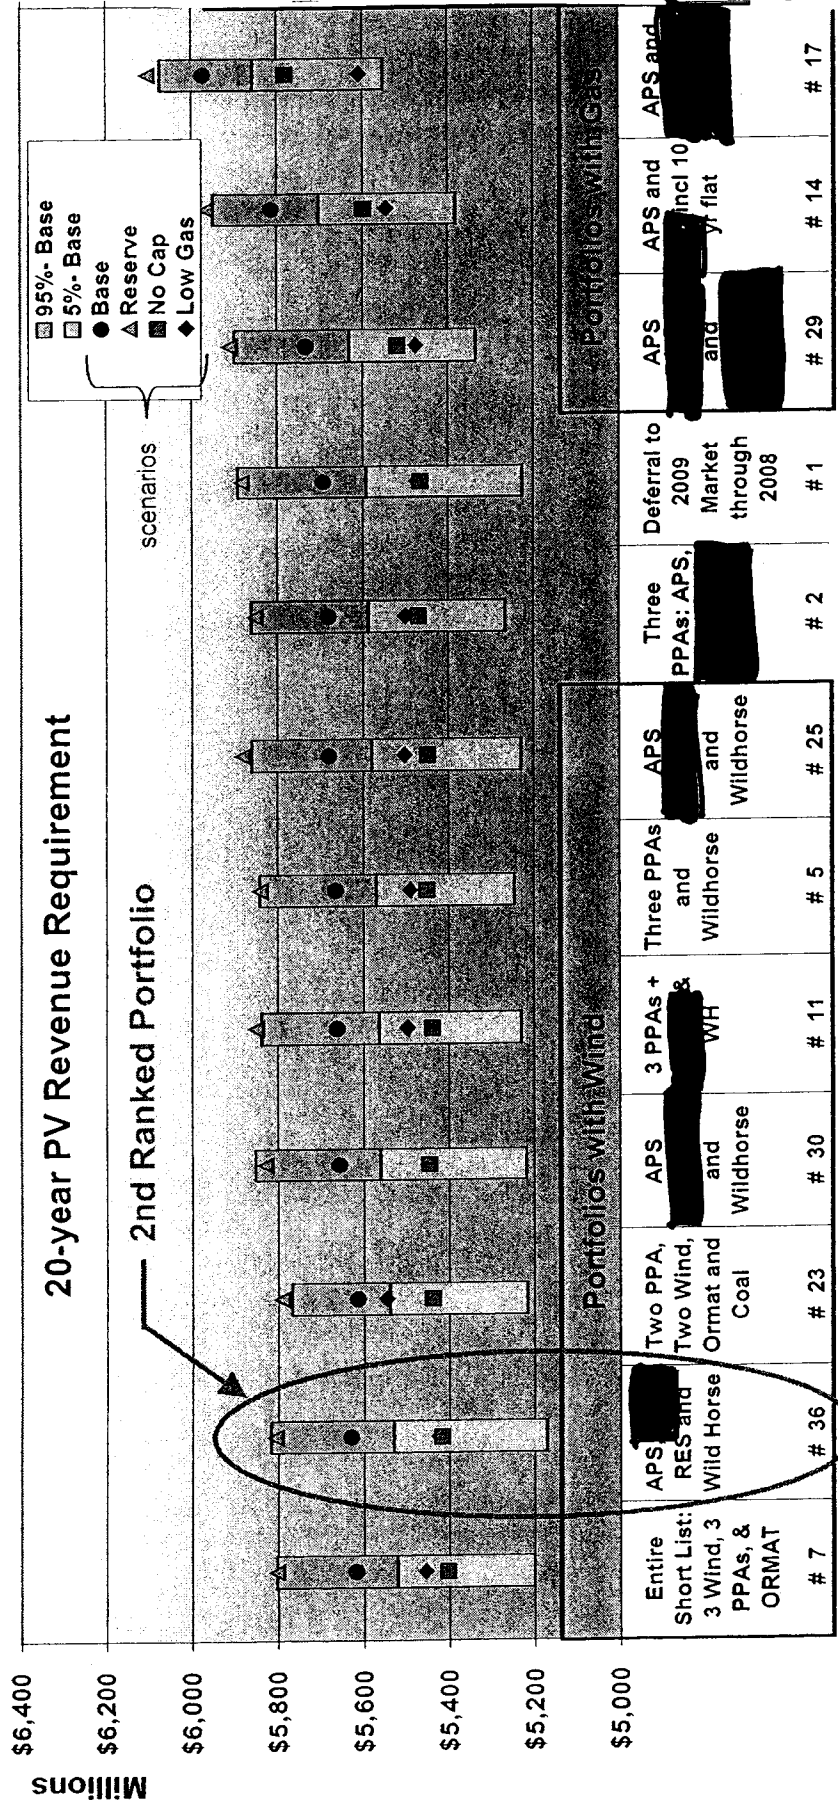 20-year PV Revenue Requirement
Millions
$6,400
$6,200
$6,000
$5,800
$5,600
$5,400
$5,200
$5,000
2nd Ranked Portfolio
scenarios
95%- Base
5%- Base
Base
Reserve
No Cap
Low Gas
Portfolios with Wind
Portfolios with Gas
Entire
Short List:
3 Wind, 3
PPAs, &
ORMAT
# 7
APS
RES and
Wild Horse
# 36
Two PPA,
Two Wind,
Ormat and
Coal
# 23
APS
and
Wildhorse
# 30
3 PPAs +
&
WH
# 11
Three PPAs
and
Wildhorse
# 5
APS
and
Wildhorse
# 25
Three
PPAs: APS,
# 2
Deferral to
2009
Market
through
2008
#1
APS
and
# 29
APS and
incl 10
yr flat
# 14
APS and
# 17